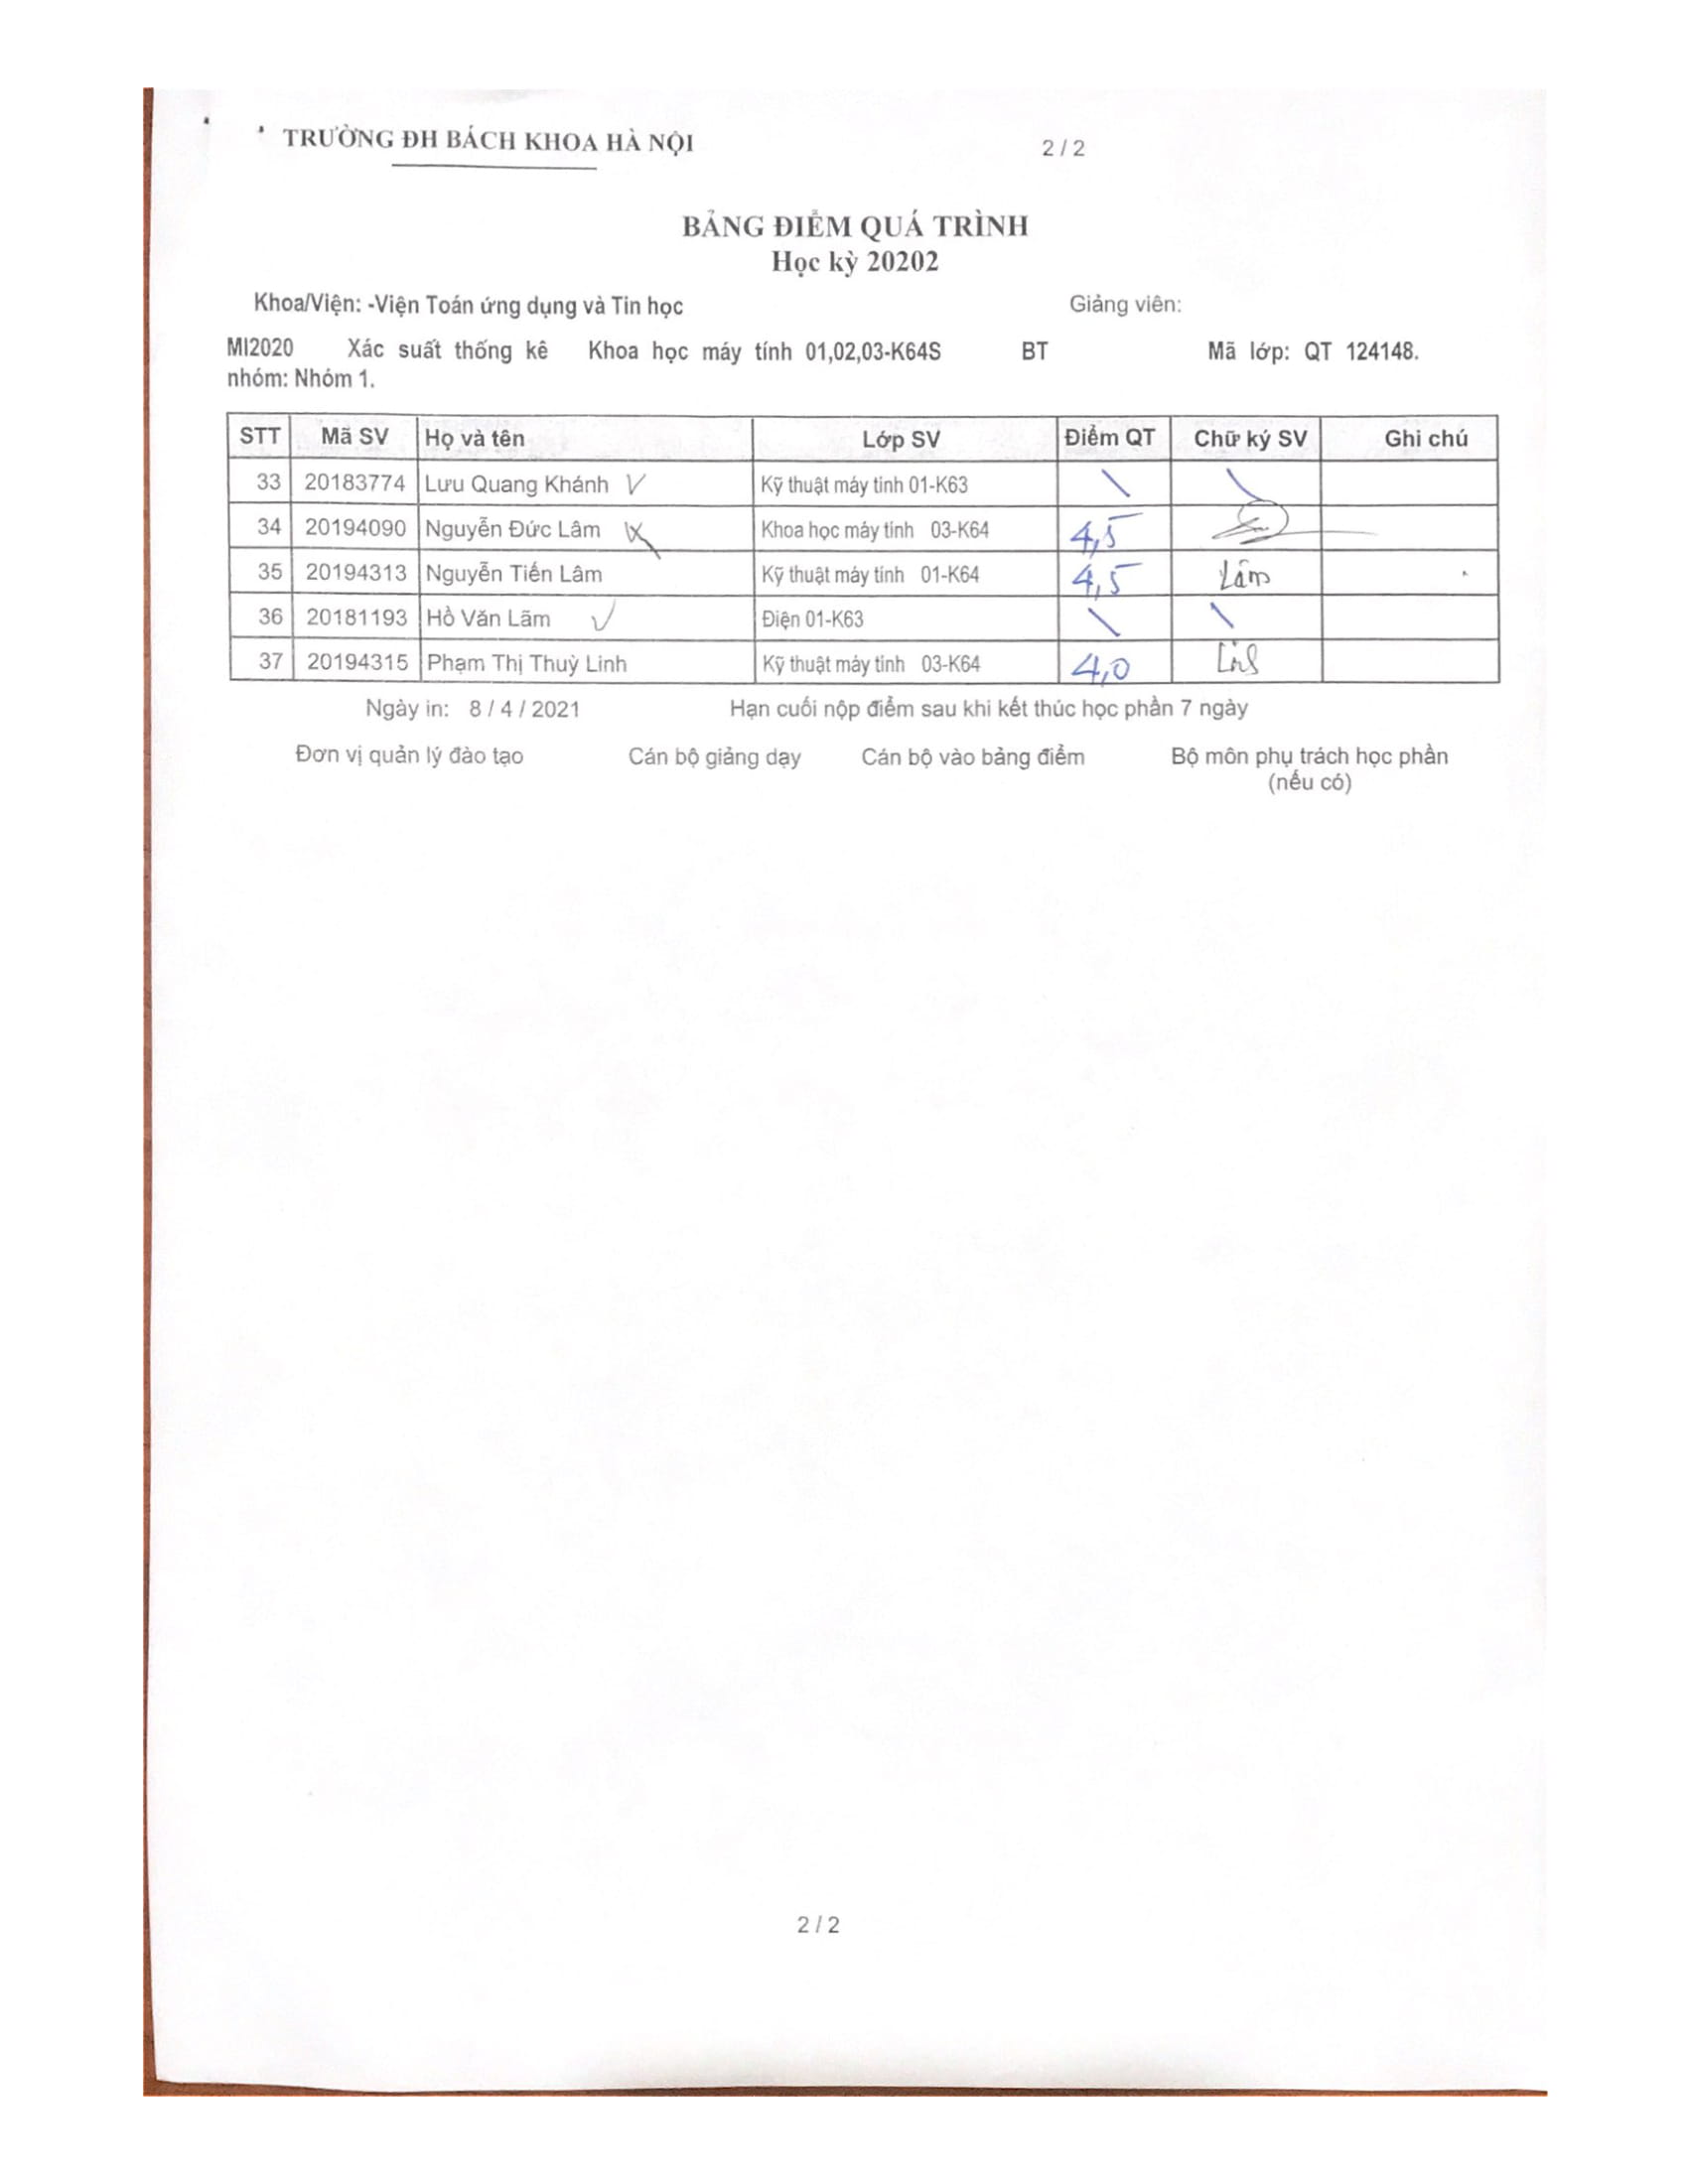 TRƯỜNG ĐH BÁCH KHOA HÀ NỘI 2 / 2
BẢNG ĐIỂM QUÁ TRÌNH
Học kỳ 20202
Khoa/Viện: -Viện Toán ứng dụng và Tin học Giảng viên:
MI2020 Xác suất thống kê Khoa học máy tính 01,02,03-K64S BT Mã lớp: QT 124148.
nhóm: Nhóm 1.
STT Mã SV Họ và tên Lớp SV Điểm QT Chữ ký SV Ghi chú
33 20183774 Lưu Quang Khánh Kỹ thuật máy tính 01-K63
34 20194090 Nguyễn Đức Lâm Khoa học máy tính 03-K64 4,5
35 20194313 Nguyễn Tiến Lâm Kỹ thuật máy tính 01-K64 4,5 Lâm
36 20181193 Hồ Văn Lãm Điện 01-K63
37 20194315 Phạm Thị Thuỳ Linh Kỹ thuật máy tính 03-K64 4,0
Ngày in: 8 / 4 / 2021 Hạn cuối nộp điểm sau khi kết thúc học phần 7 ngày
Đơn vị quản lý đào tạo Cán bộ giảng dạy Cán bộ vào bảng điểm Bộ môn phụ trách học phần
(nếu có)
2 / 2